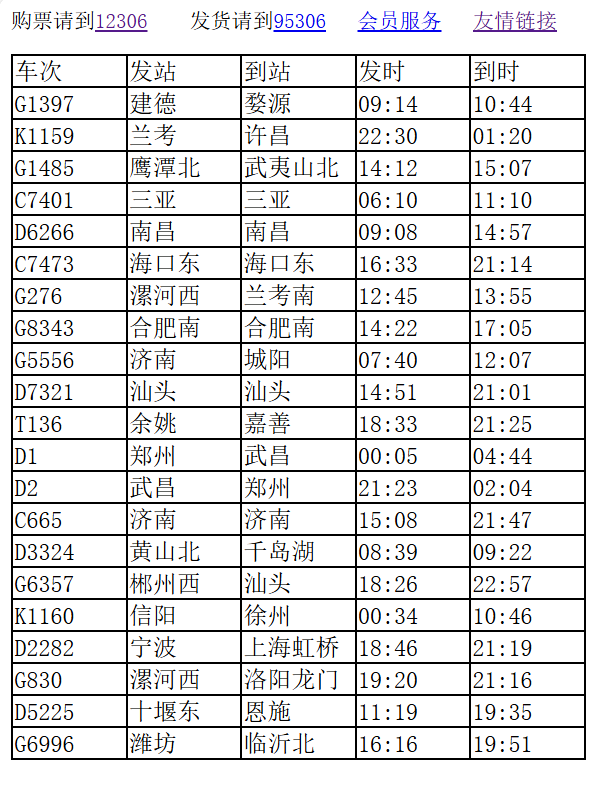 购票请到12306 发货请到95306 会员服务 友情链接
车次 发站 到站 发时 到时
G1397 建德 婺源 09:14 10:44
K1159 兰考 许昌 22:30 01:20
G1485 鹰潭北 武夷山北 14:12 15:07
C7401 三亚 三亚 06:10 11:10
D6266 南昌 南昌 09:08 14:57
C7473 海口东 海口东 16:33 21:14
G276 漯河西 兰考南 12:45 13:55
G8343 合肥南 合肥南 14:22 17:05
G5556 济南 城阳 07:40 12:07
D7321 汕头 汕头 14:51 21:01
T136 余姚 嘉善 18:33 21:25
D1 郑州 武昌 00:05 04:44
D2 武昌 郑州 21:23 02:04
C665 济南 济南 15:08 21:47
D3324 黄山北 千岛湖 08:39 09:22
G6357 郴州西 汕头 18:26 22:57
K1160 信阳 徐州 00:34 10:46
D2282 宁波 上海虹桥 18:46 21:19
G830 漯河西 洛阳龙门 19:20 21:16
D5225 十堰东 恩施 11:19 19:35
G6996 潍坊 临沂北 16:16 19:51